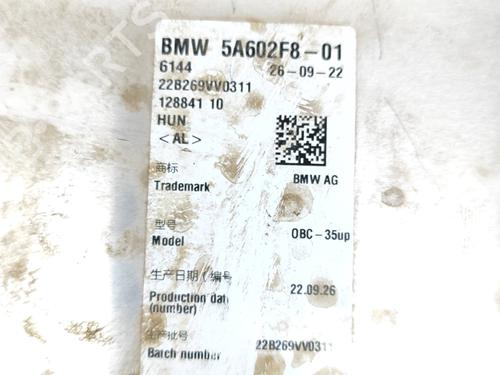 BMW 5A602F8-01
6144 26-09-22
22B269VV0311
128841 10
HUN
<AL>
商标
Trademark BMW AG
型号
Model OBC-35up
生产日期(编号
Production dat 22.09.26
(number)
生产批号
Batch number 22B269VV0311